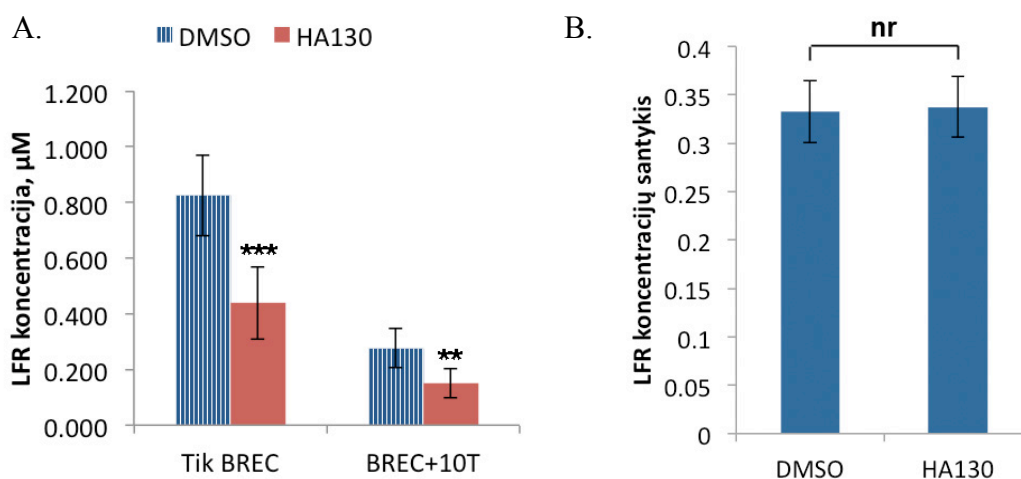 A.
DMSO HA130
LFR koncentracija, µM
1.200
1.000
0.800
0.600
0.400
0.200
0.000
***
**
Tik BREC BREC+10T
B.
nr
LFR koncentracijų santykis
0.4
0.35
0.3
0.25
0.2
0.15
0.1
0.05
0
DMSO HA130